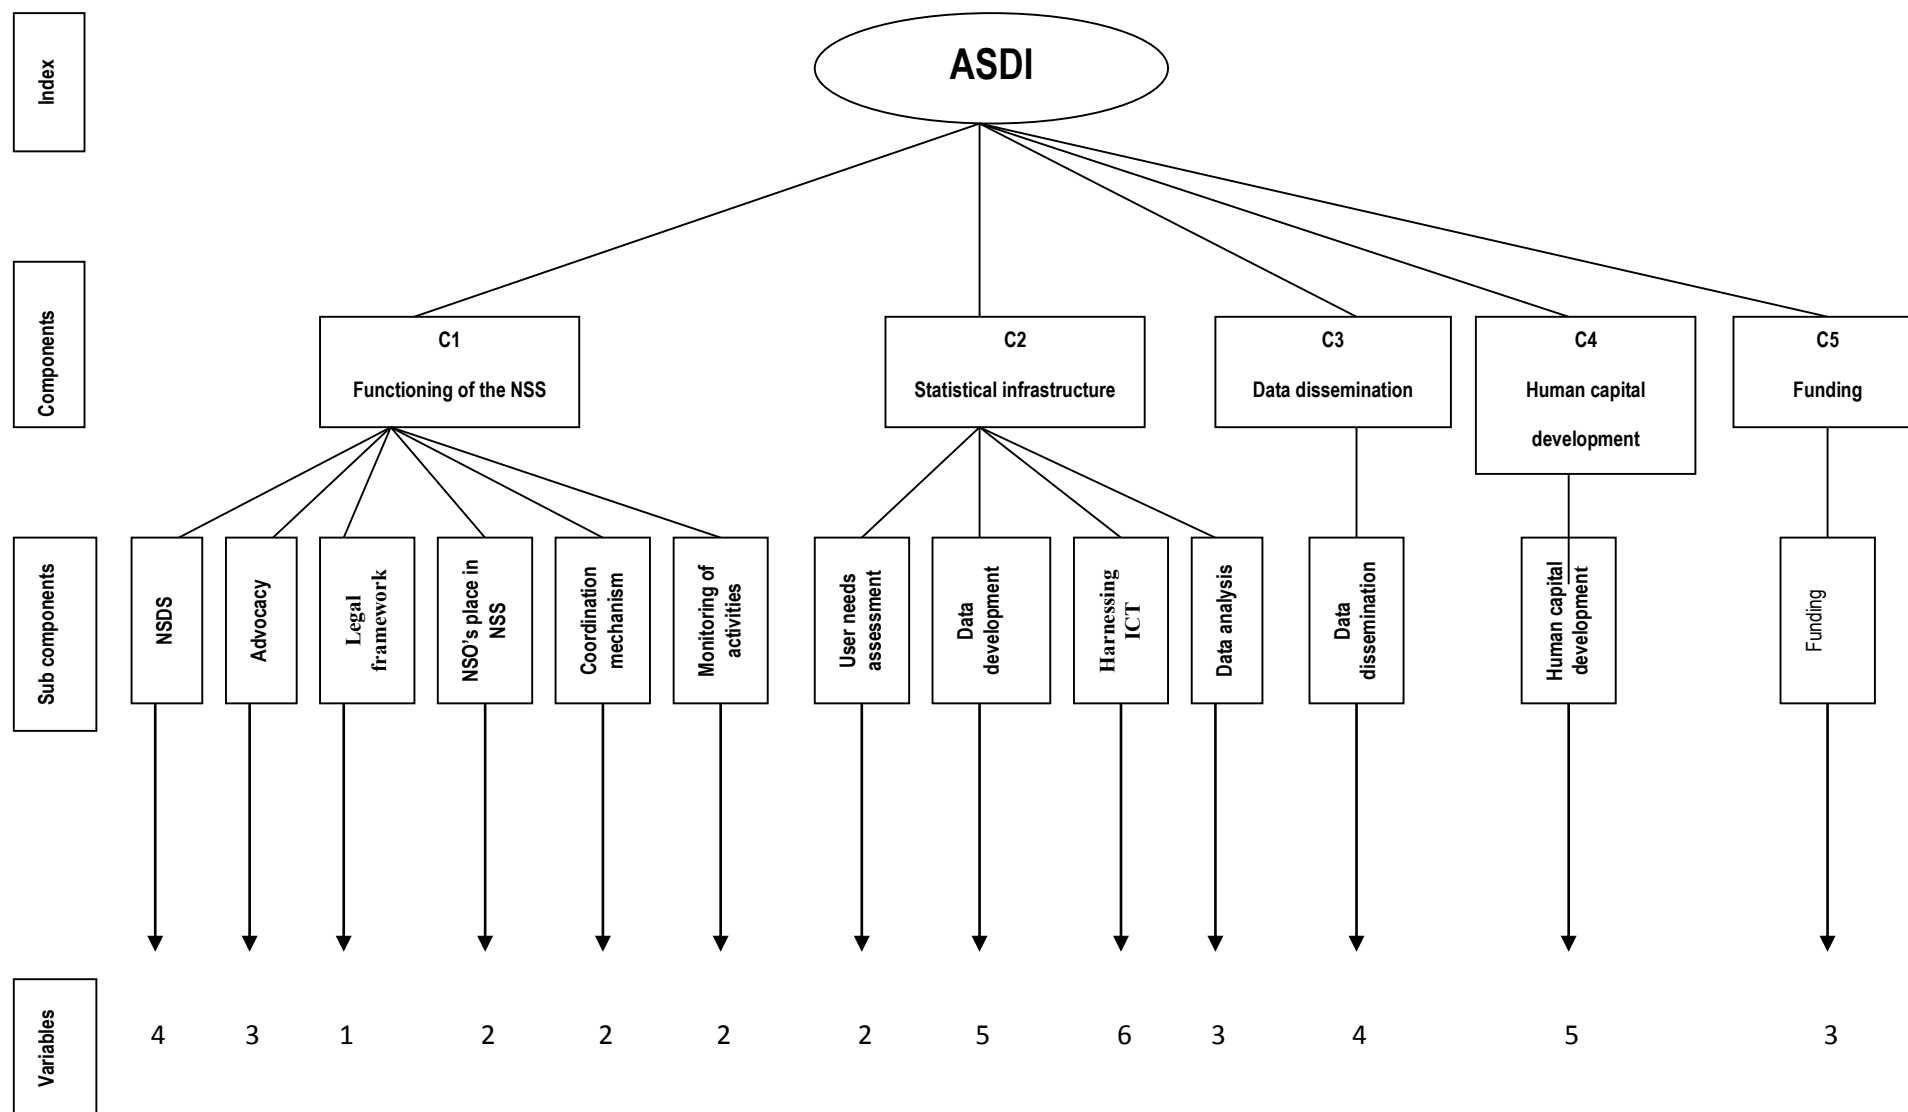 Index
ASDI
Components
C1
Functioning of the NSS
C2
Statistical infrastructure
C3
Data dissemination
C4
Human capital
development
C5
Funding
Sub components
NSDS
Advocacy
Legal
framework
NSO’s place in
NSS
Coordination
mechanism
Monitoring of
activities
User needs
assessment
Data
development
Harnessing
ICT
Data analysis
Data
dissemination
Human capital
development
Funding
Variables
4 3 1 2 2 2 2 5 6 3 4 5 3